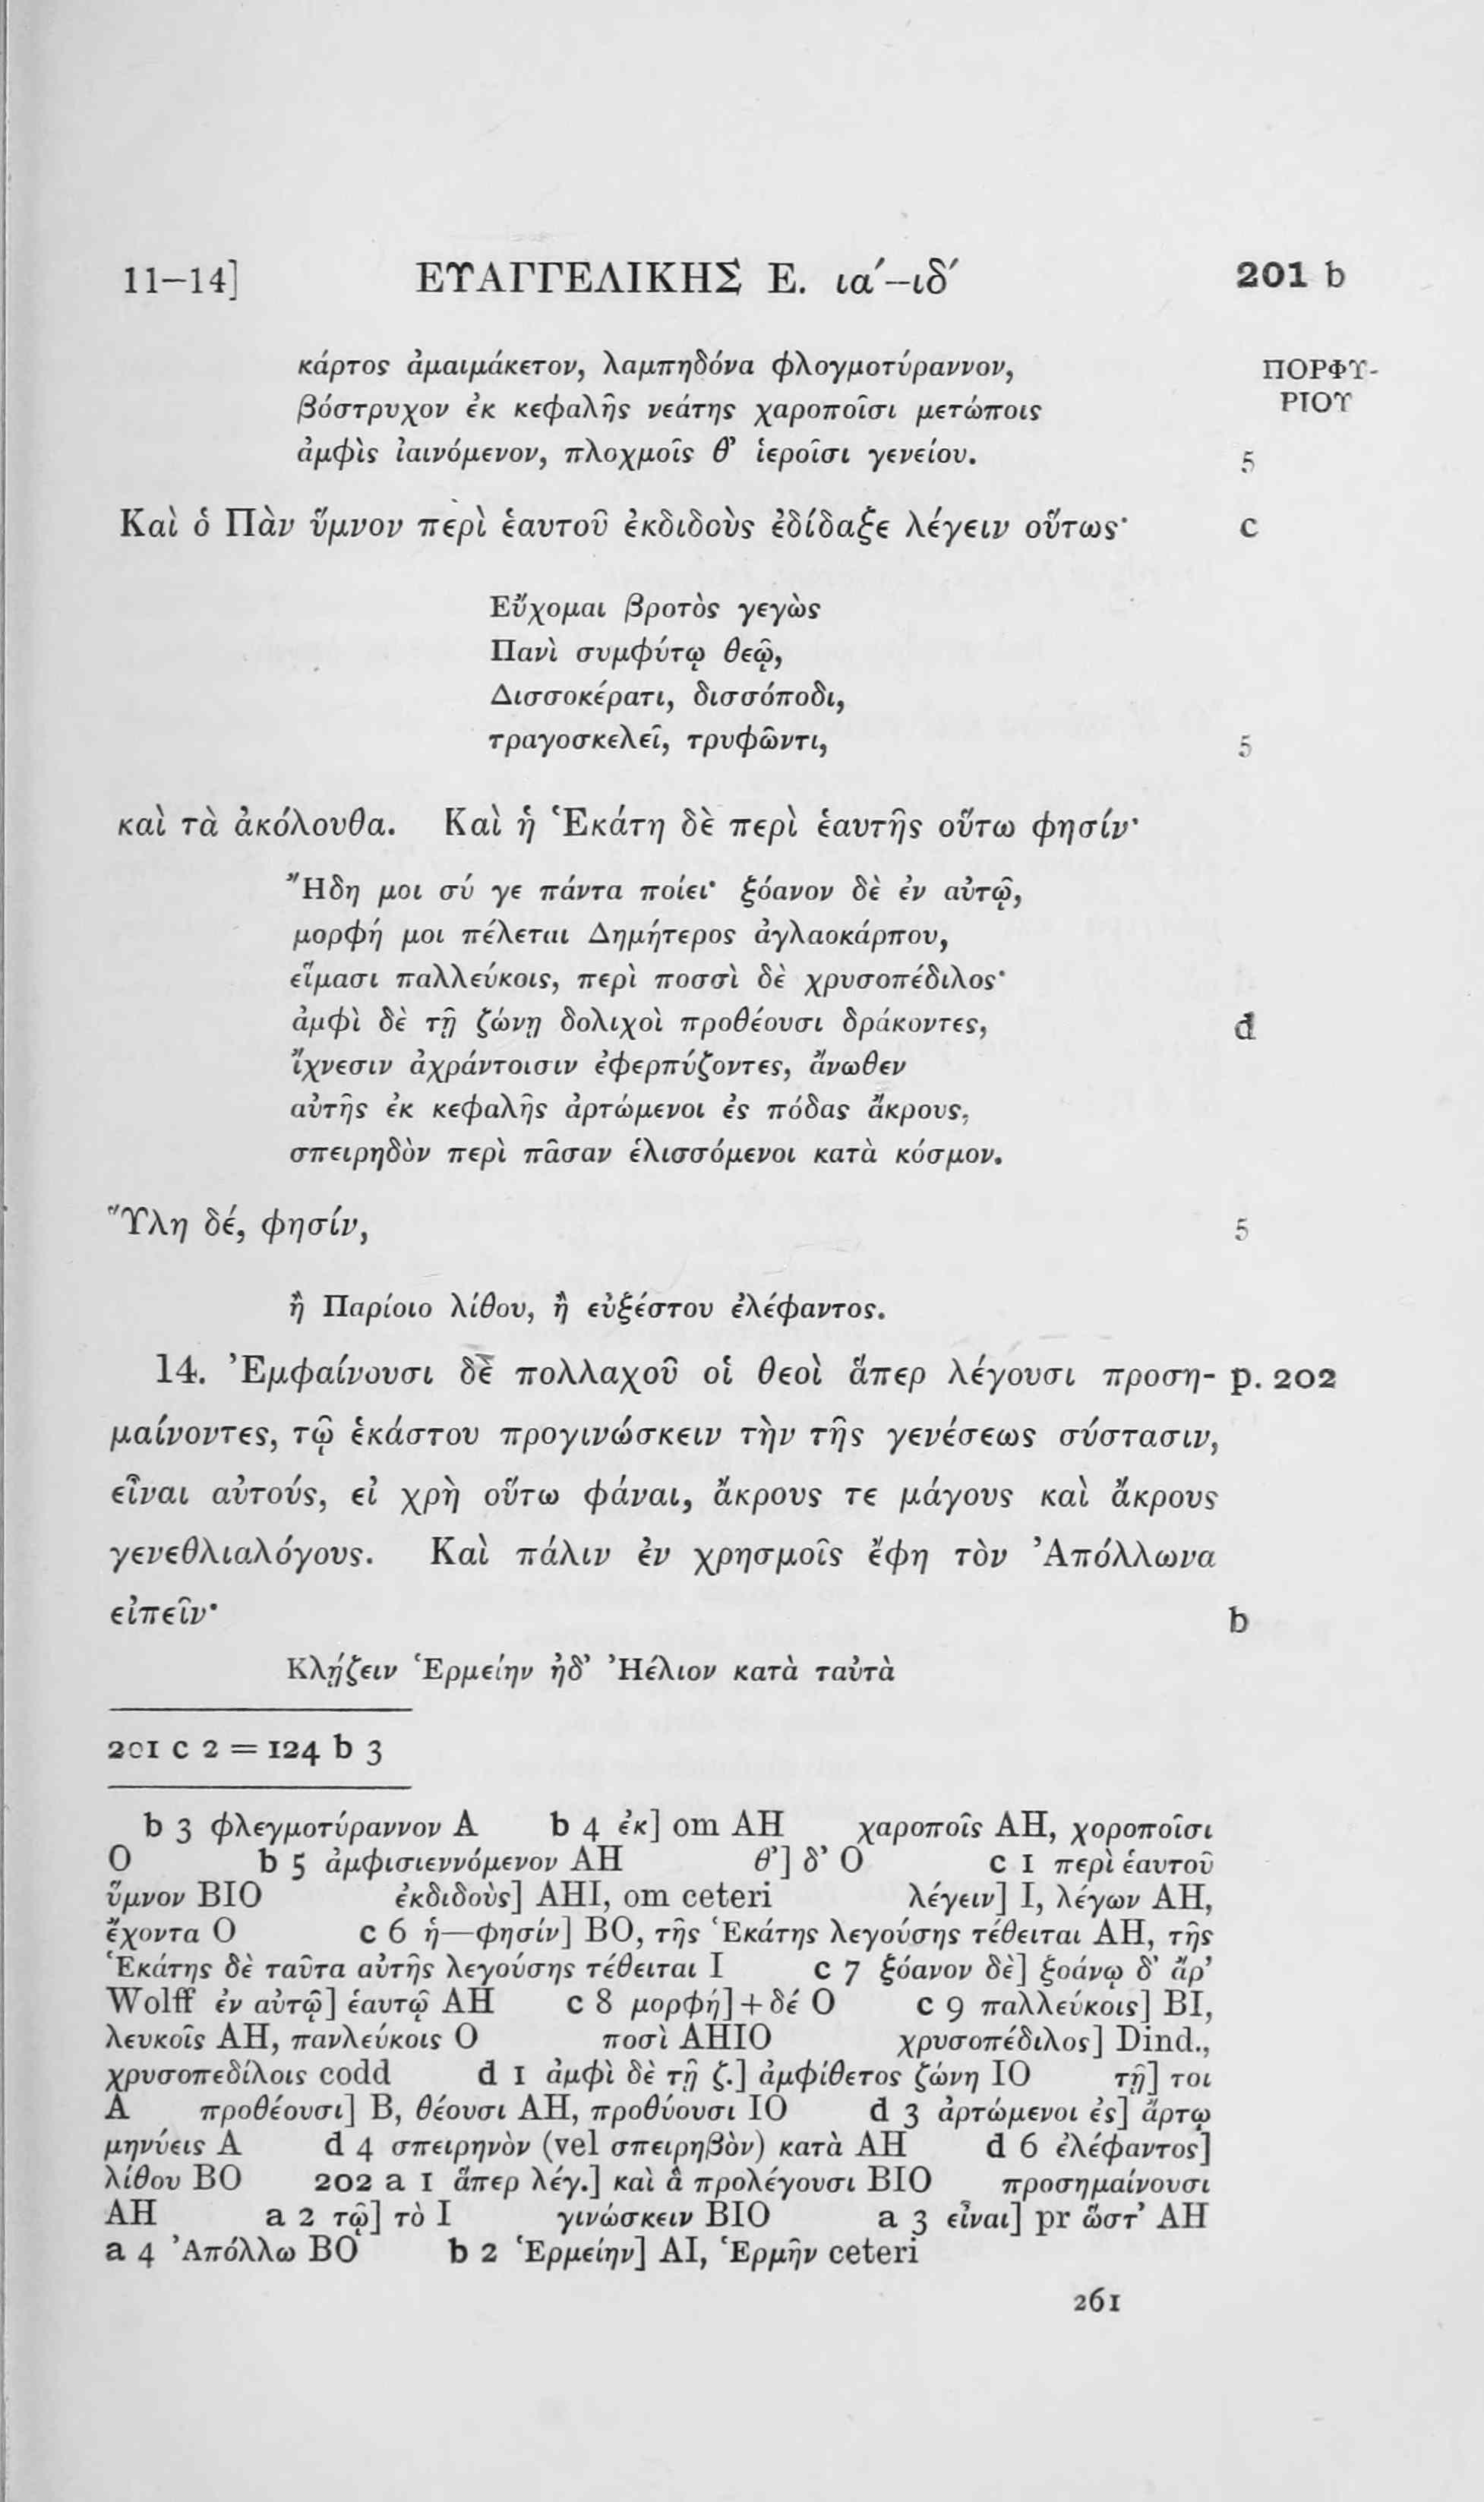 11–14] ΕΥΑΓΓΕΛΙΚΗΣ Ε. ια΄–ιδ΄ 201 b
κάρτος ἀμαιμάκετον, λαμπηδόνα φλογμοτύραννον, ΠΟΡΦΥ-
βόστρυχον ἐκ κεφαλῆς νεάτης χαροποῖσι μετώποις ΡΙΟΥ
ἀμφὶς ἰαινόμενον, πλοχμοῖς θ’ ἱεροῖσι γενείου. 5
Καὶ ὁ Πὰν ὕμνον περὶ ἑαυτοῦ ἐκδιδοὺς ἐδίδαξε λέγειν οὕτως· c
Εὔχομαι βροτὸς γεγὼς
Πανὶ συμφύτῳ θεῷ,
Δισσοκέρατι, δισσόποδι,
τραγοσκελεῖ, τρυφῶντι, 5
καὶ τὰ ἀκόλουθα. Καὶ ἡ Ἑκάτη δὲ περὶ ἑαυτῆς οὕτω φησίν·
Ἤδη μοι σύ γε πάντα ποίει· ξόανον δὲ ἐν αὐτῷ,
μορφή μοι πέλεται Δημήτερος ἀγλαοκάρπου,
εἵμασι παλλεύκοις, περὶ ποσσὶ δὲ χρυσοπέδιλος·
ἀμφὶ δὲ τῇ ζώνῃ δολιχοὶ προθέουσι δράκοντες, d
ἴχνεσιν ἀχράντοισιν ἐφερπύζοντες, ἄνωθεν
αὐτῆς ἐκ κεφαλῆς ἀρτώμενοι ἐς πόδας ἄκρους,
σπειρηδὸν περὶ πᾶσαν ἑλισσόμενοι κατὰ κόσμον.
Ὕλη δέ, φησίν, 5
ἢ Παρίοιο λίθου, ἢ εὐξέστου ἐλέφαντος.
14. Ἐμφαίνουσι δὲ πολλαχοῦ οἱ θεοὶ ἅπερ λέγουσι προση- p. 202
μαίνοντες, τῷ ἑκάστου προγινώσκειν τὴν τῆς γενέσεως σύστασιν,
εἶναι αὐτούς, εἰ χρὴ οὕτω φάναι, ἄκρους τε μάγους καὶ ἄκρους
γενεθλιαλόγους. Καὶ πάλιν ἐν χρησμοῖς ἔφη τὸν Ἀπόλλωνα
εἰπεῖν· b
Κλῄζειν Ἑρμείην ἠδ’ Ἠέλιον κατὰ ταὐτὰ
201 c 2 = 124 b 3
b 3 φλεγμοτύραννον A b 4 ἐκ] om AH χαροποῖς AH, χοροποῖσι
O b 5 ἀμφισιεννόμενον AH θ’] δ’ O c 1 περὶ ἑαυτοῦ
ὕμνον BIO ἐκδιδοὺς] AHI, om ceteri λέγειν] I, λέγων AH,
ἔχοντα O c 6 ἡ—φησίν] BO, τῆς Ἑκάτης λεγούσης τέθειται AH, τῆς
Ἑκάτης δὲ ταῦτα αὐτῆς λεγούσης τέθειται I c 7 ξόανον δὲ] ξοάνῳ δ’ ἄρ’
Wolff ἐν αὐτῷ] ἑαυτῷ AH c 8 μορφή] + δέ O c 9 παλλεύκοις] BI,
λευκοῖς AH, πανλεύκοις O ποσὶ AHIO χρυσοπέδιλος] Dind.,
χρυσοπεδίλοις codd d 1 ἀμφὶ δὲ τῇ ζ.] ἀμφίθετος ζώνη IO τῇ] τοι
A προθέουσι] B, θέουσι AH, προθύουσι IO d 3 ἀρτώμενοι ἐς] ἄρτῳ
μηνύεις A d 4 σπειρηνὸν (vel σπειρηβὸν) κατὰ AH d 6 ἐλέφαντος]
λίθου BO 202 a 1 ἅπερ λέγ.] καὶ ἃ προλέγουσι BIO προσημαίνουσι
AH a 2 τῷ] τὸ I γινώσκειν BIO a 3 εἶναι] pr ὥστ’ AH
a 4 Ἀπόλλω BO b 2 Ἑρμείην] AI, Ἑρμῆν ceteri
261